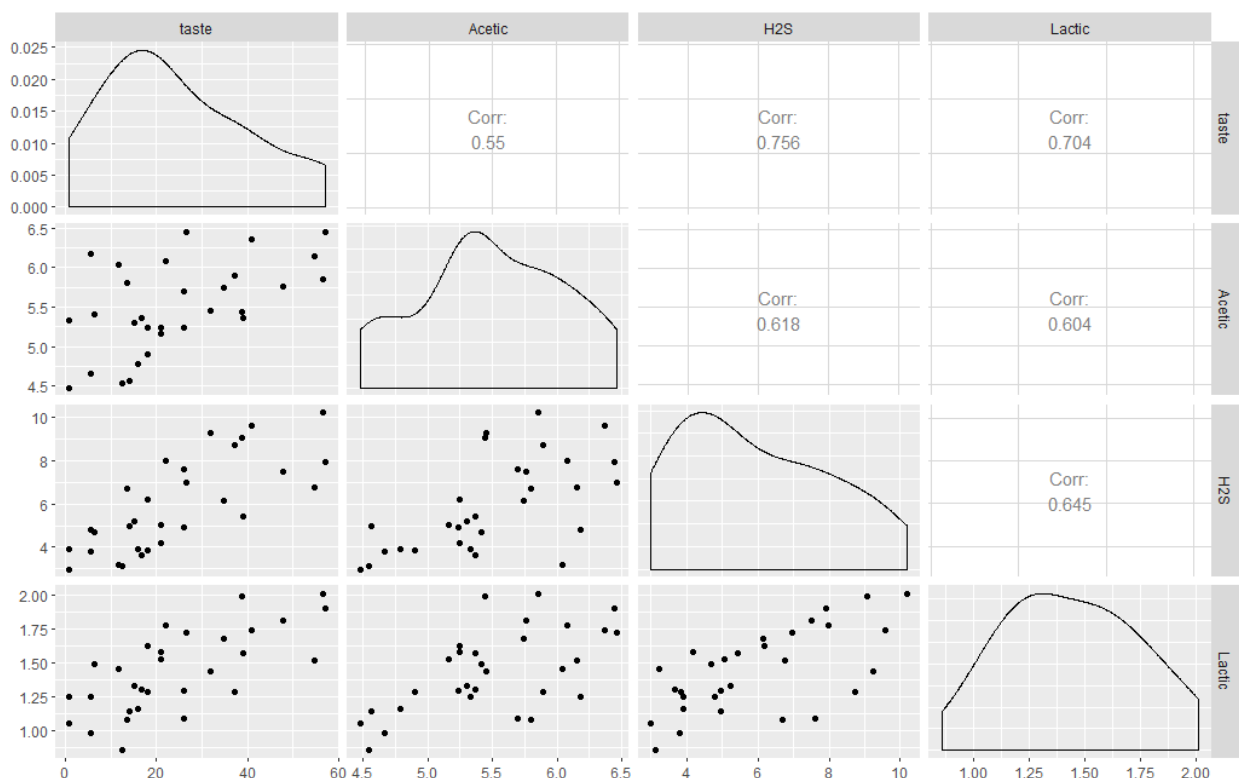 taste Acetic H2S Lactic
0.025
0.020
0.015
0.010
0.005
0.000
Corr:
0.55
Corr:
0.756
Corr:
0.704
taste
6.5
6.0
5.5
5.0
4.5
Corr:
0.618
Corr:
0.604
Acetic
10
8
6
4
Corr:
0.645
H2S
2.00
1.75
1.50
1.25
1.00
Lactic
0 20 40 60 4.5 5.0 5.5 6.0 6.5 4 6 8 10 1.00 1.25 1.50 1.75 2.00